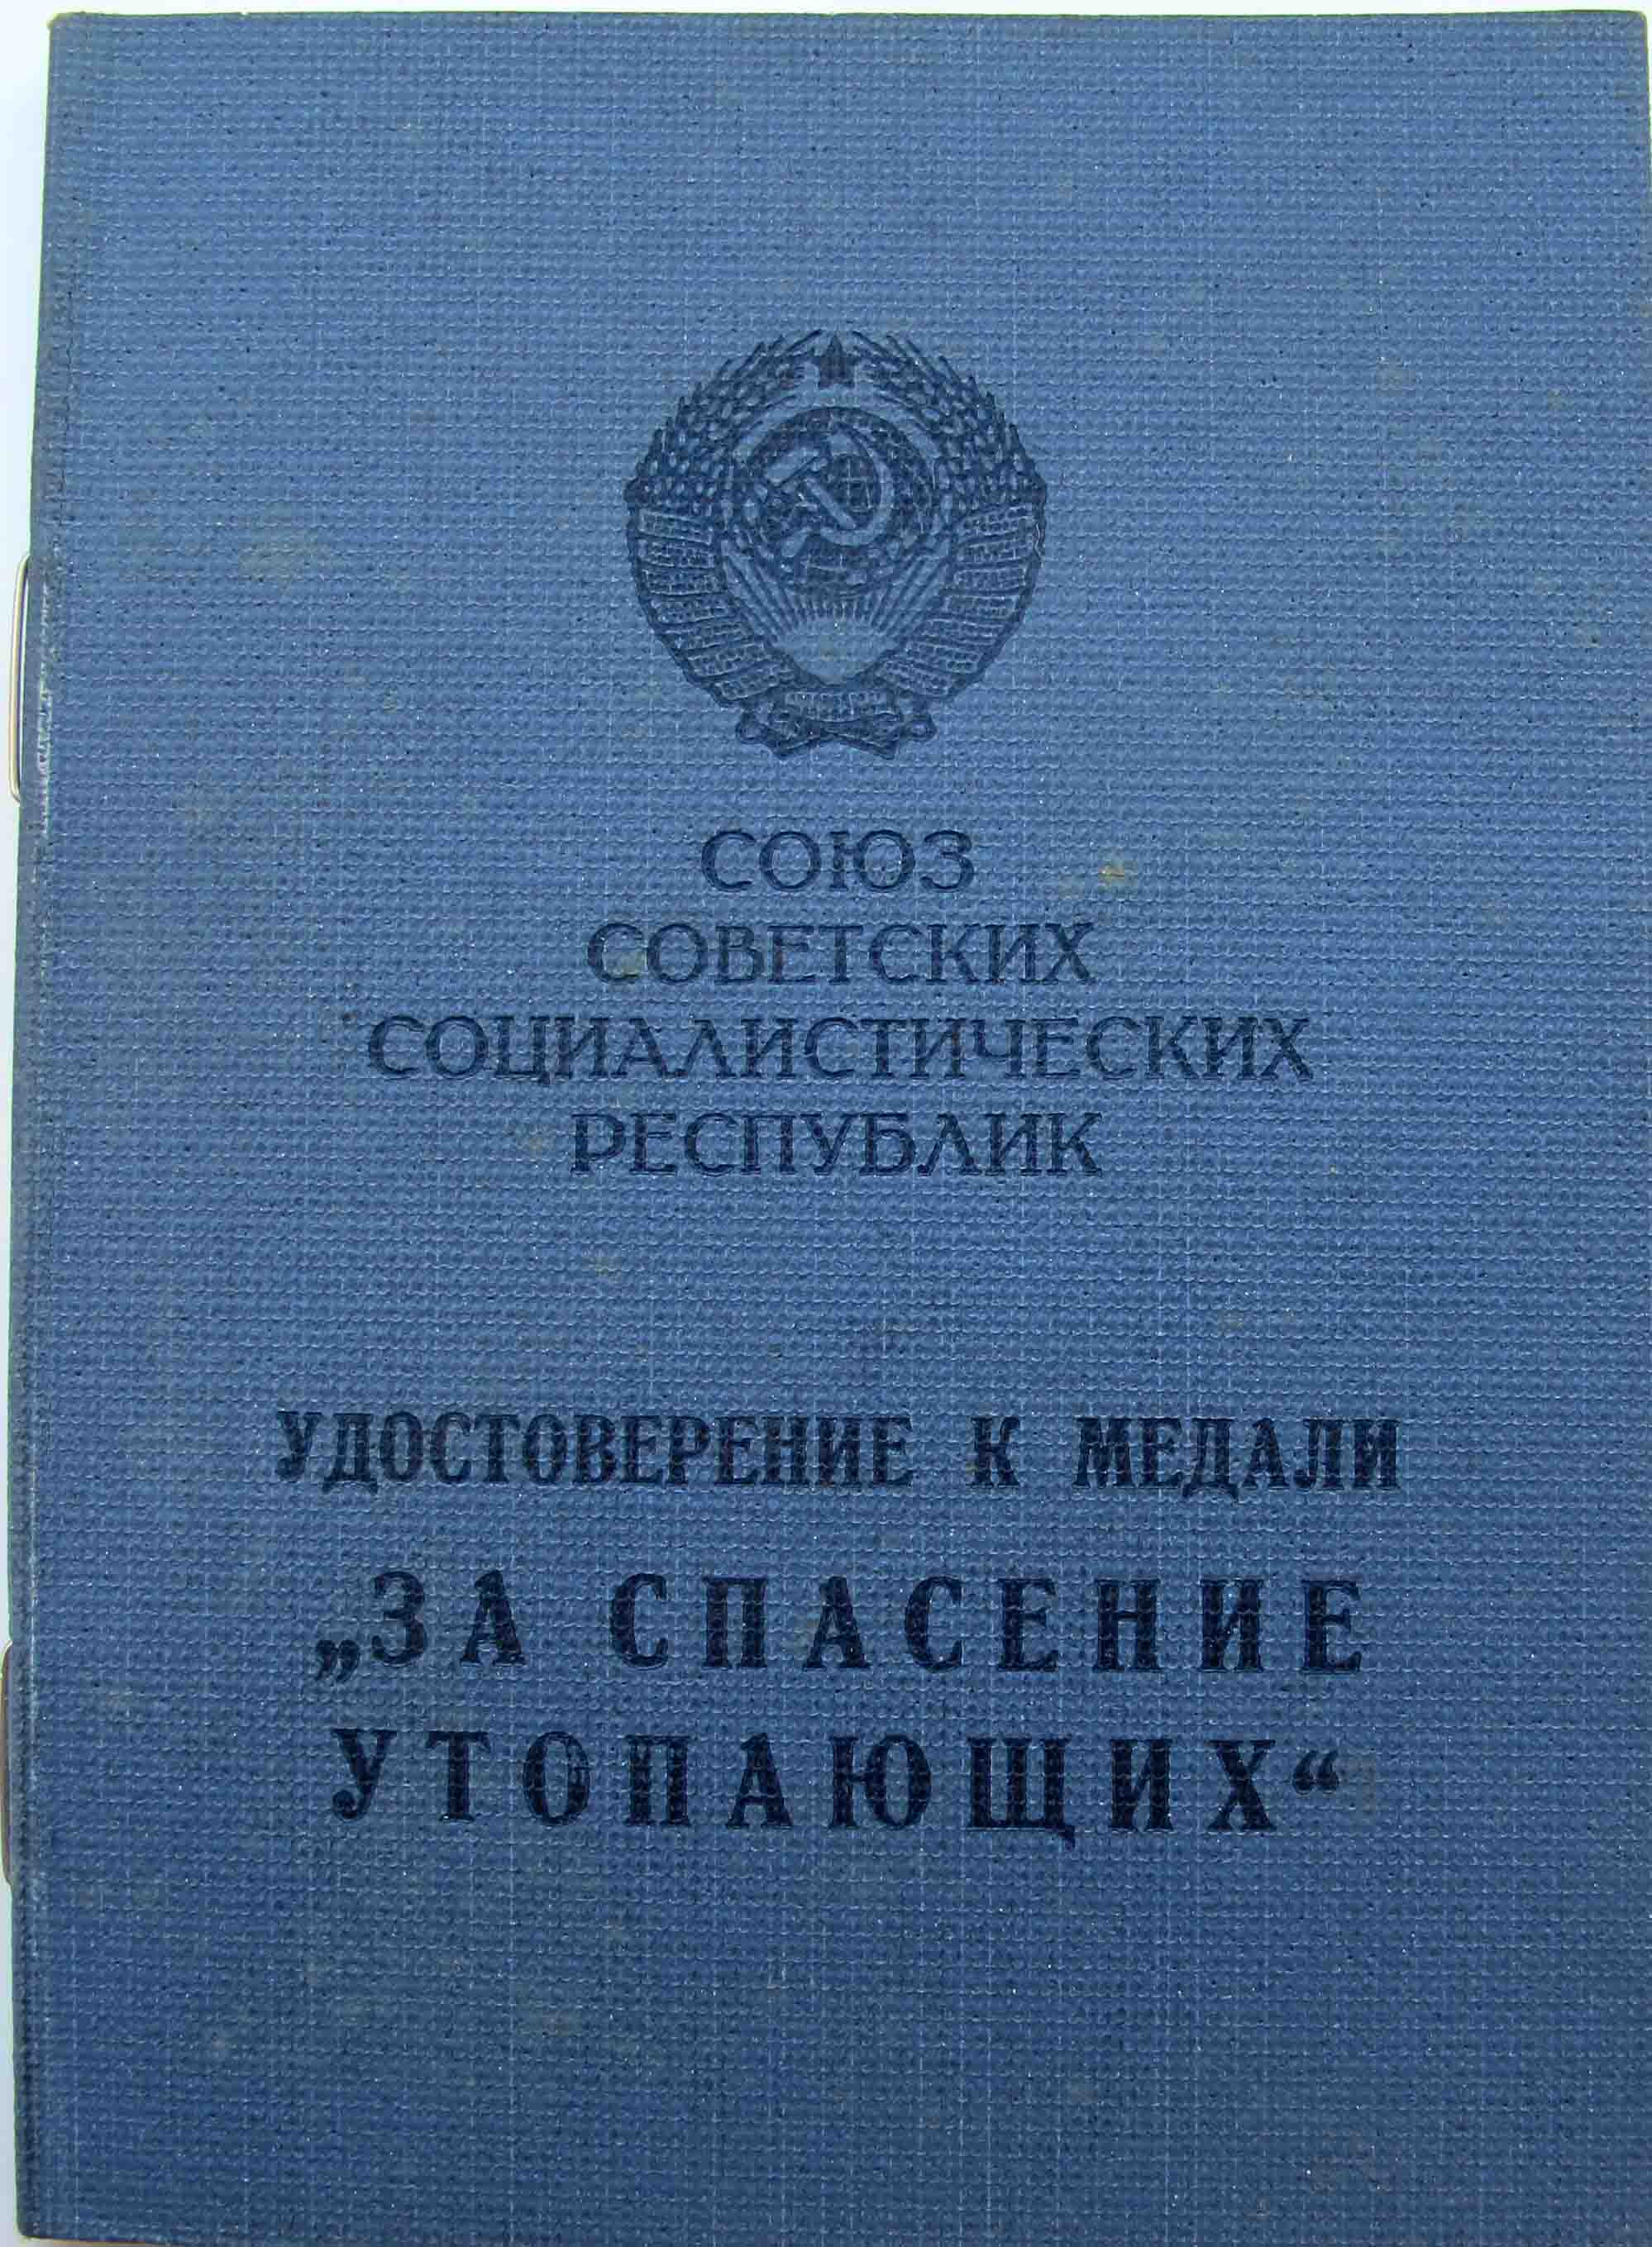 СОЮЗ
СОВЕТСКИХ
СОЦИАЛИСТИЧЕСКИХ
РЕСПУБЛИК
УДОСТОВЕРЕНИЕ К МЕДАЛИ
„ЗА СПАСЕНИЕ
УТОПАЮЩИХ“